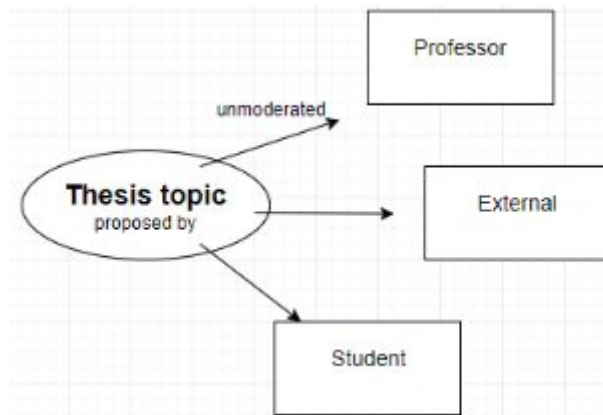 Professor
unmoderated
Thesis topic
proposed by
External
Student